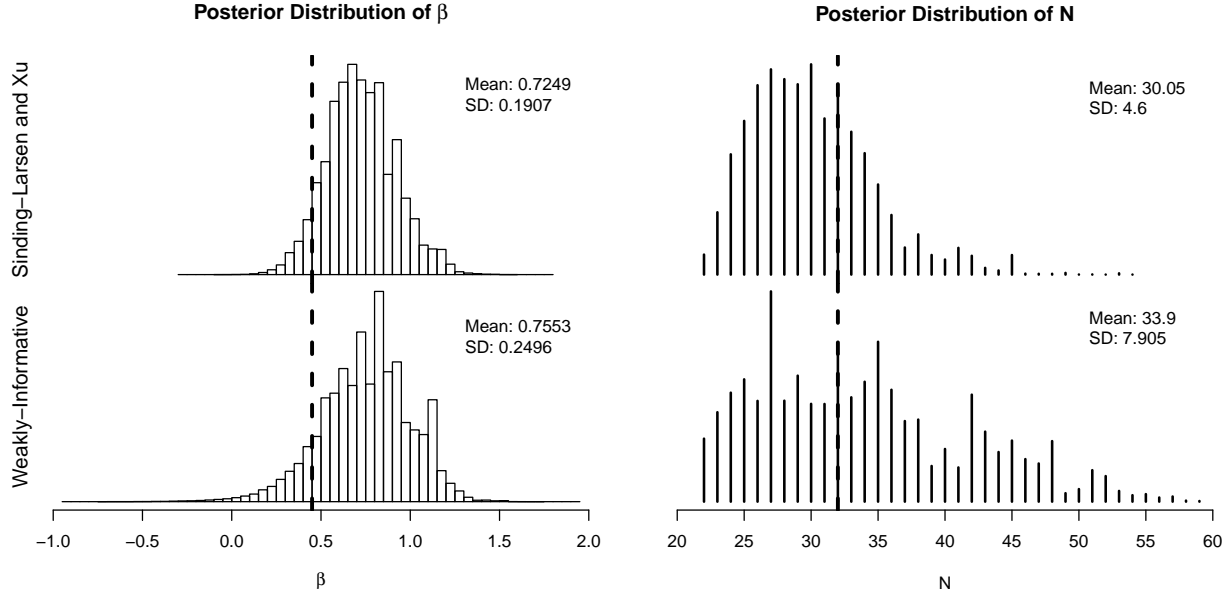 Posterior Distribution of β
Posterior Distribution of N
Sinding−Larsen and Xu
Mean: 0.7249
SD: 0.1907
Mean: 30.05
SD: 4.6
Weakly−Informative
Mean: 0.7553
SD: 0.2496
Mean: 33.9
SD: 7.905
−1.0 −0.5 0.0 0.5 1.0 1.5 2.0
β
20 25 30 35 40 45 50 55 60
N